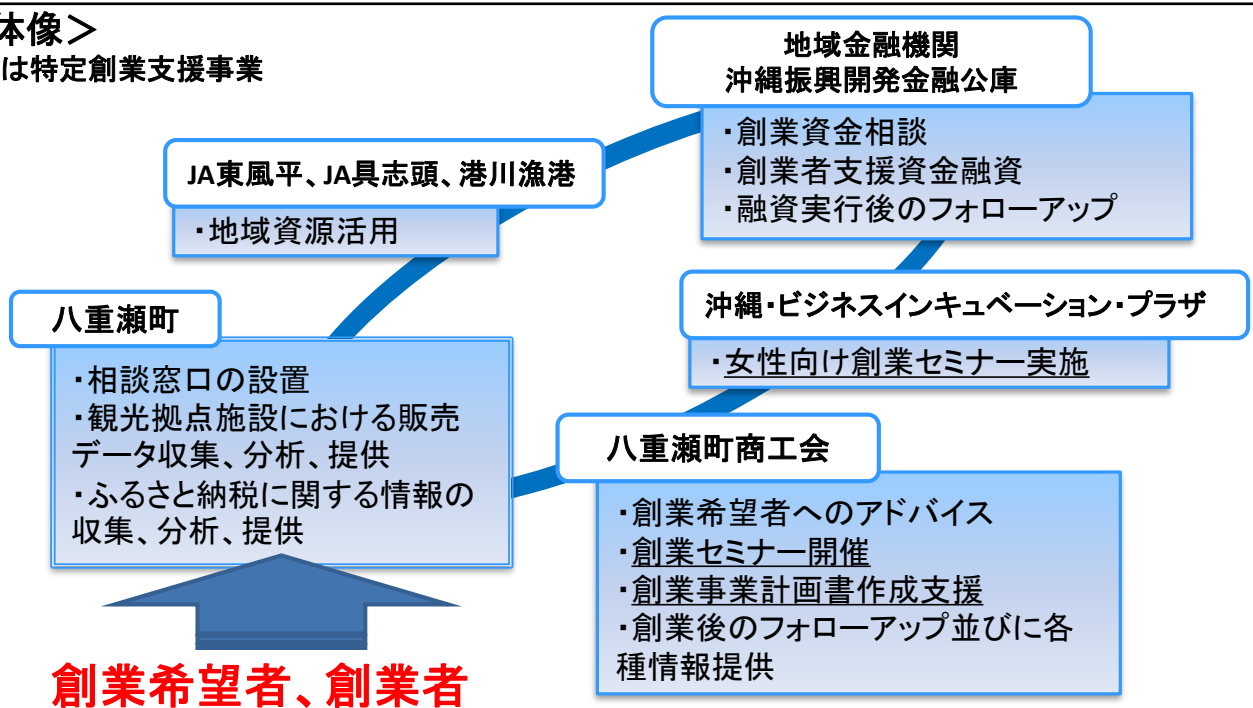 体像＞
は特定創業支援事業
地域金融機関
沖縄振興開発金融公庫
・創業資金相談
・創業者支援資金融資
・融資実行後のフォローアップ
JA東風平、JA具志頭、港川漁港
・地域資源活用
沖縄・ビジネスインキュベーション・プラザ
・女性向け創業セミナー実施
八重瀬町
・相談窓口の設置
・観光拠点施設における販売
データ収集、分析、提供
・ふるさと納税に関する情報の
収集、分析、提供
八重瀬町商工会
・創業希望者へのアドバイス
・創業セミナー開催
・創業事業計画書作成支援
・創業後のフォローアップ並びに各
種情報提供
創業希望者、創業者